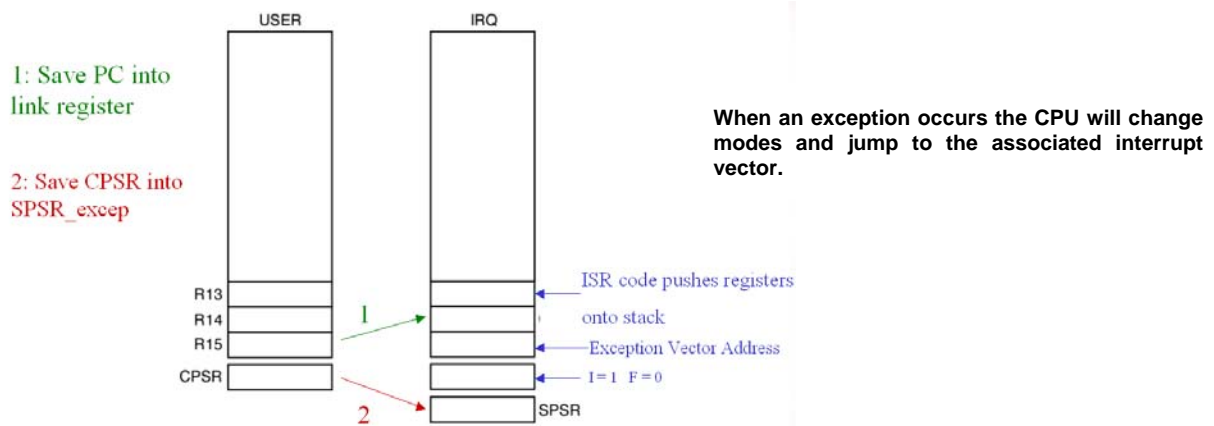 USER
IRQ
1: Save PC into
link register
2: Save CPSR into
SPSR_excep
When an exception occurs the CPU will change
modes and jump to the associated interrupt
vector.
R13
R14
R15
CPSR
1
2
ISR code pushes registers
onto stack
Exception Vector Address
I=1 F=0
SPSR